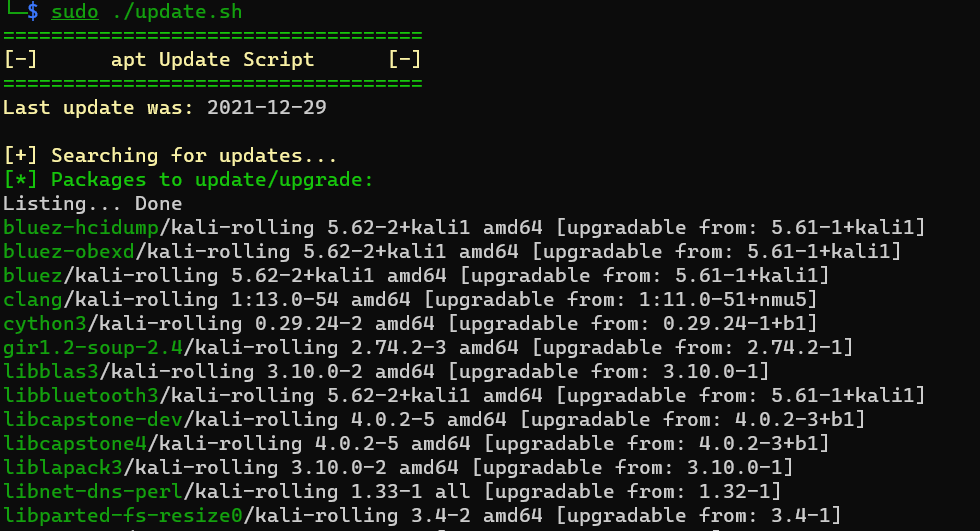 └─$ sudo ./update.sh
===================================
[-]      apt Update Script      [-]
===================================
Last update was: 2021-12-29
[+] Searching for updates...
[*] Packages to update/upgrade:
Listing... Done
bluez-hcidump/kali-rolling 5.62-2+kali1 amd64 [upgradable from: 5.61-1+kali1]
bluez-obexd/kali-rolling 5.62-2+kali1 amd64 [upgradable from: 5.61-1+kali1]
bluez/kali-rolling 5.62-2+kali1 amd64 [upgradable from: 5.61-1+kali1]
clang/kali-rolling 1:13.0-54 amd64 [upgradable from: 1:11.0-51+nmu5]
cython3/kali-rolling 0.29.24-2 amd64 [upgradable from: 0.29.24-1+b1]
gir1.2-soup-2.4/kali-rolling 2.74.2-3 amd64 [upgradable from: 2.74.2-1]
libblas3/kali-rolling 3.10.0-2 amd64 [upgradable from: 3.10.0-1]
libbluetooth3/kali-rolling 5.62-2+kali1 amd64 [upgradable from: 5.61-1+kali1]
libcapstone-dev/kali-rolling 4.0.2-5 amd64 [upgradable from: 4.0.2-3+b1]
libcapstone4/kali-rolling 4.0.2-5 amd64 [upgradable from: 4.0.2-3+b1]
liblapack3/kali-rolling 3.10.0-2 amd64 [upgradable from: 3.10.0-1]
libnet-dns-perl/kali-rolling 1.33-1 all [upgradable from: 1.32-1]
libparted-fs-resize0/kali-rolling 3.4-2 amd64 [upgradable from: 3.4-1]